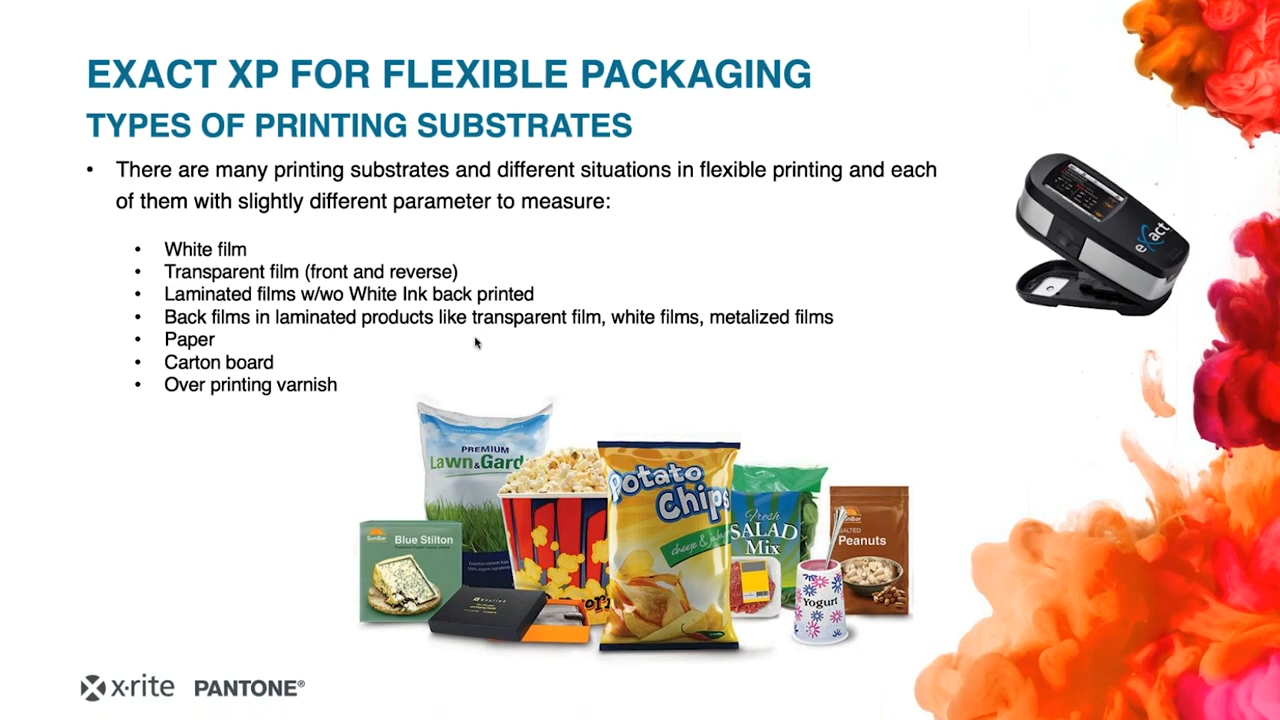 EXACT XP FOR FLEXIBLE PACKAGING
TYPES OF PRINTING SUBSTRATES
• There are many printing substrates and different situations in flexible printing and each
of them with slightly different parameter to measure:
• White film
• Transparent film (front and reverse)
• Laminated films w/wo White Ink back printed
• Back films in laminated products like transparent film, white films, metalized films
• Paper
• Carton board
• Over printing varnish
eXact
PREMIUM
Lawn&Gard
Potato
Chips
cheese &
Fresh
SALAD
Mix
SunBar
Blue Stilton
Peanuts
Yogurt
x·rite PANTONE®